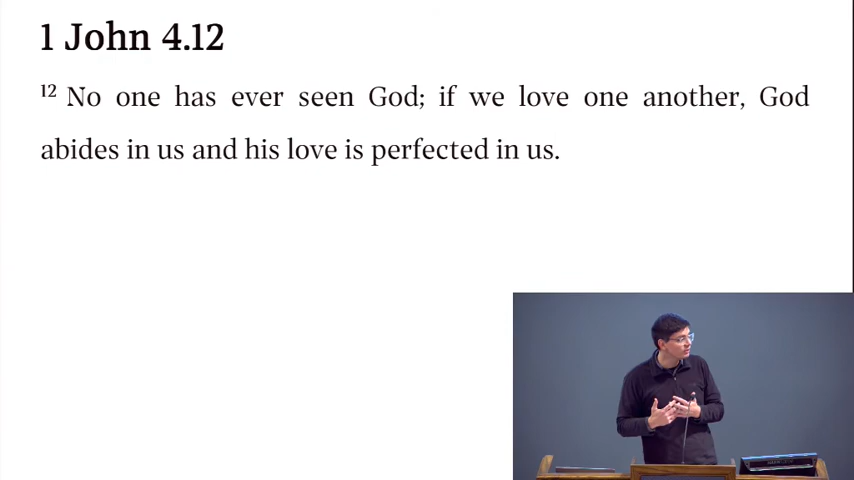 1 John 4.12
12 No one has ever seen God; if we love one another, God
abides in us and his love is perfected in us.